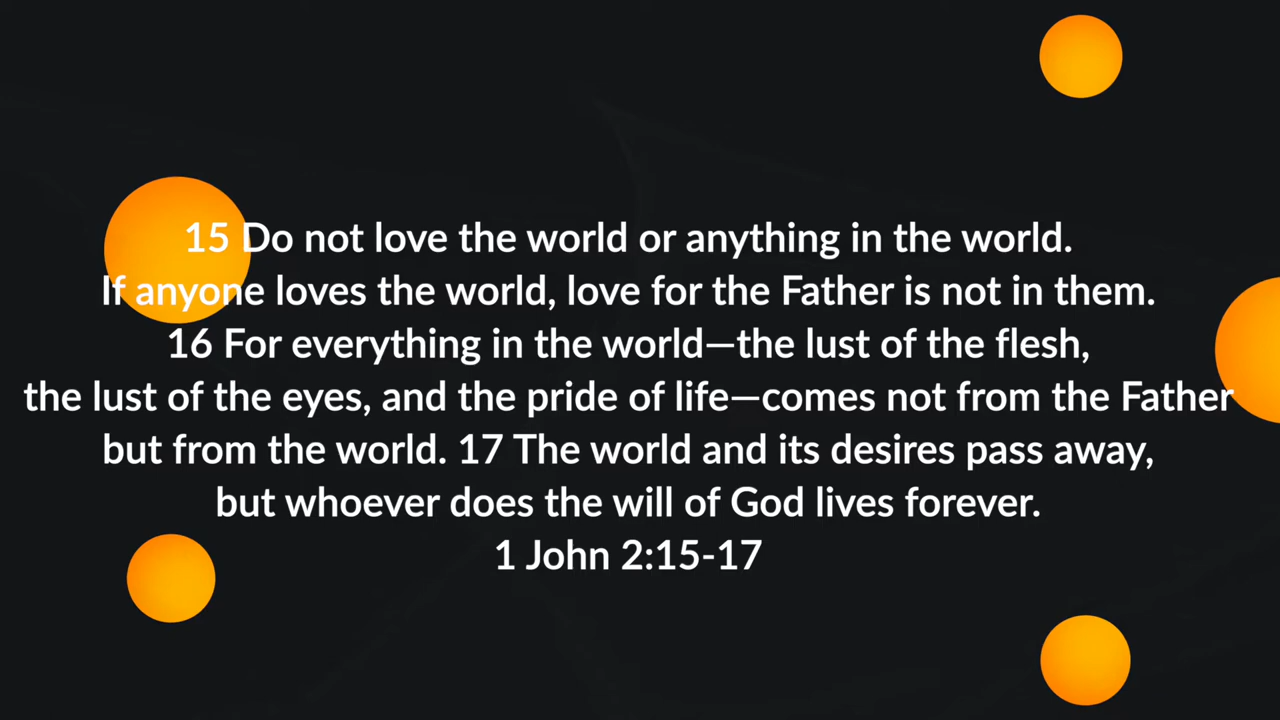 15 Do not love the world or anything in the world.
If anyone loves the world, love for the Father is not in them.
16 For everything in the world—the lust of the flesh,
the lust of the eyes, and the pride of life—comes not from the Father
but from the world. 17 The world and its desires pass away,
but whoever does the will of God lives forever.
1 John 2:15-17